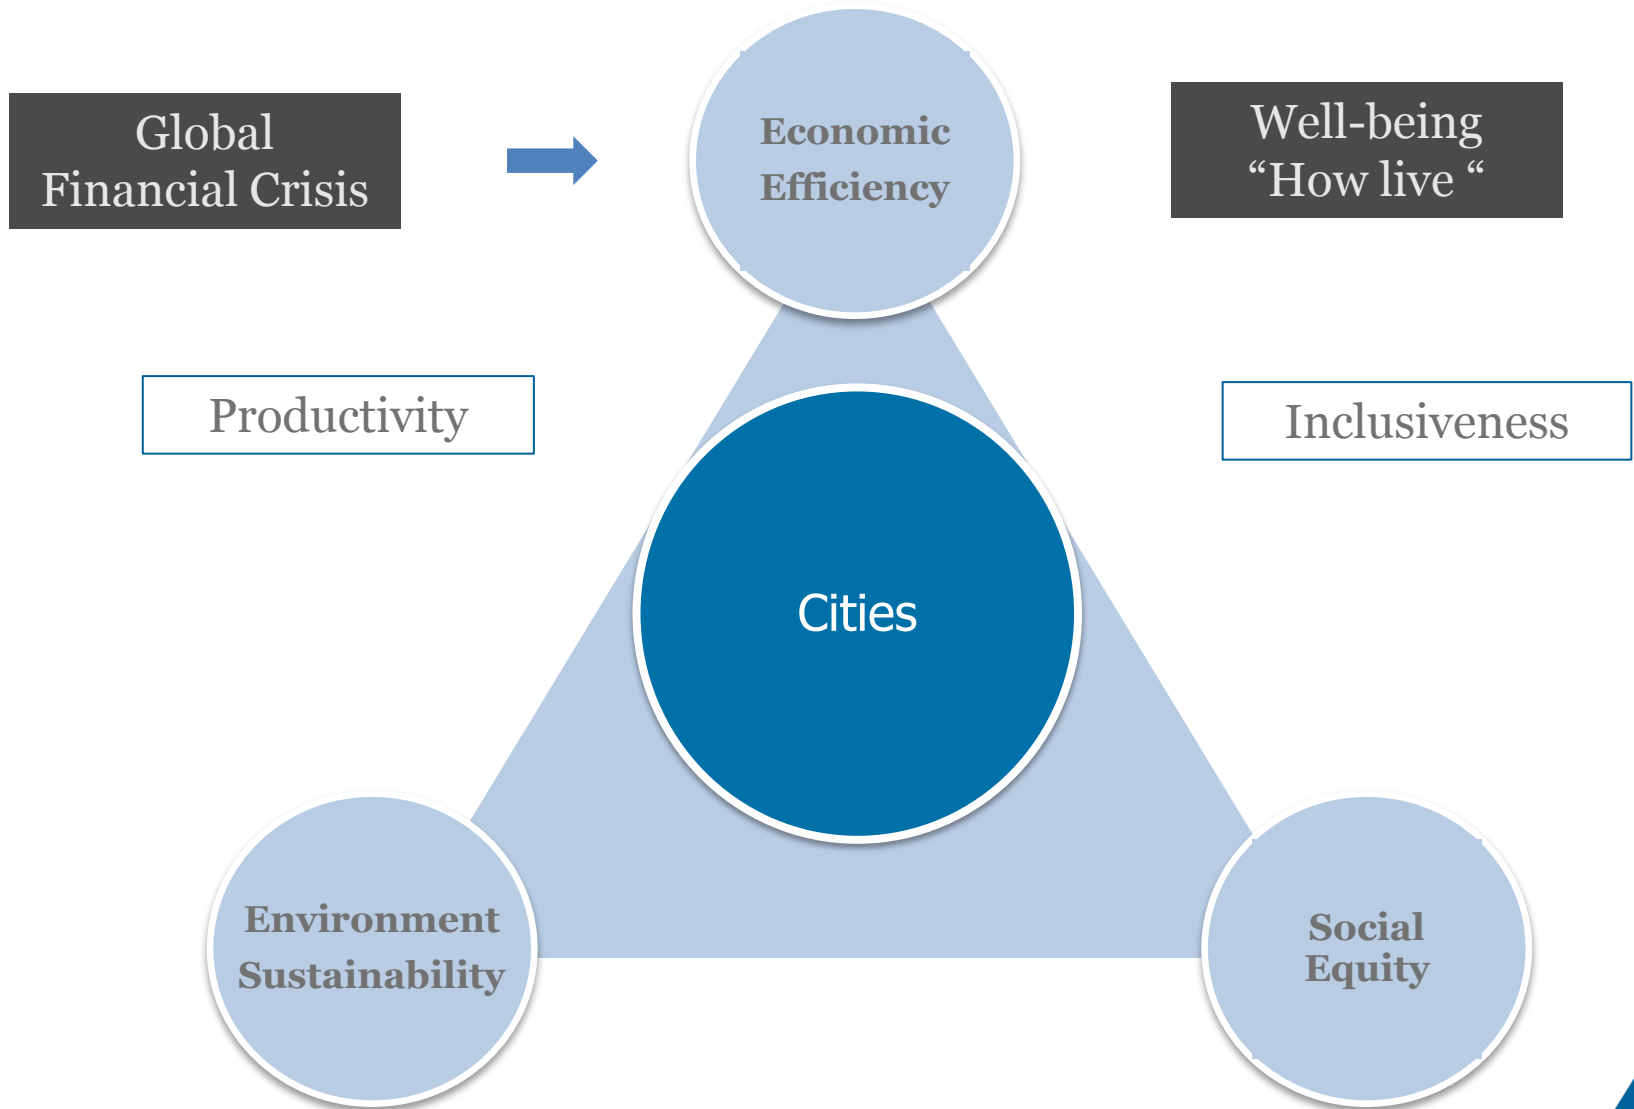 Global
Financial Crisis
Economic
Efficiency
Well-being
“How live “
Productivity
Inclusiveness
Cities
Environment
Sustainability
Social
Equity